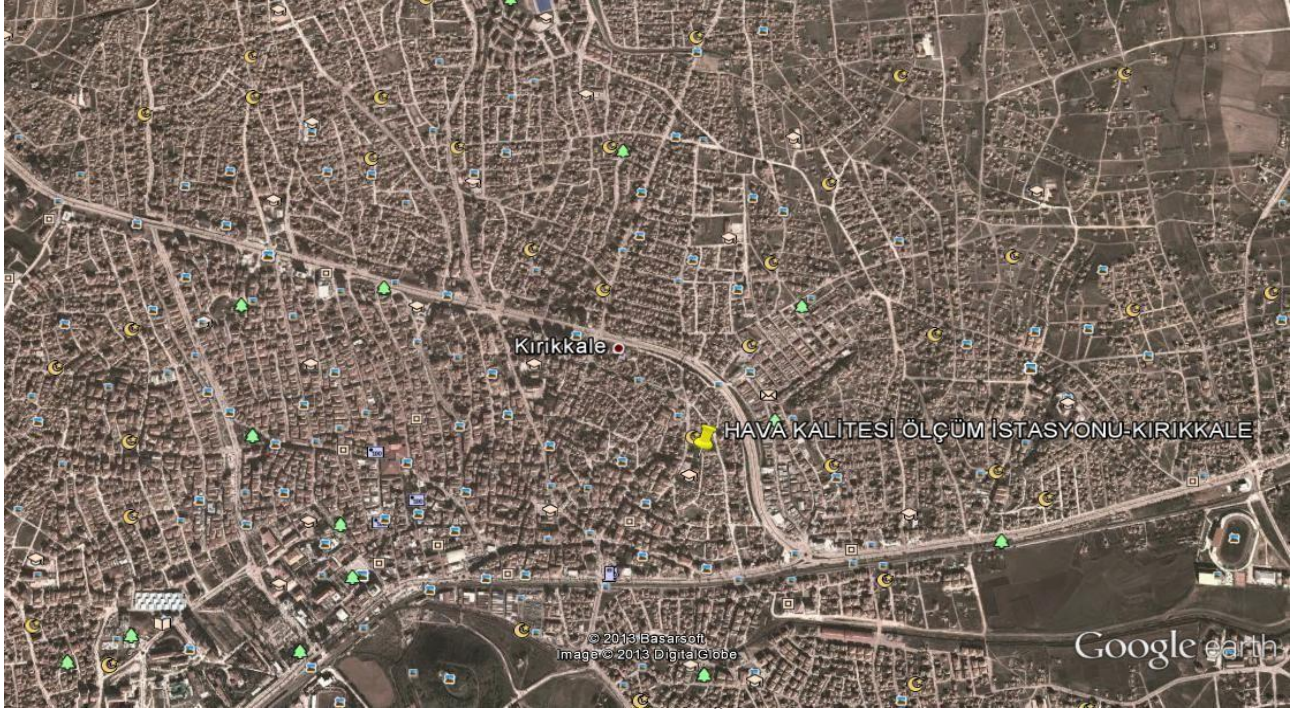 Kırıkkale
HAVA KALİTESİ ÖLÇÜM İSTASYONU-KIRIKKALE
© 2013 Basarsoft
Image © 2013 DigitalGlobe
Google earth